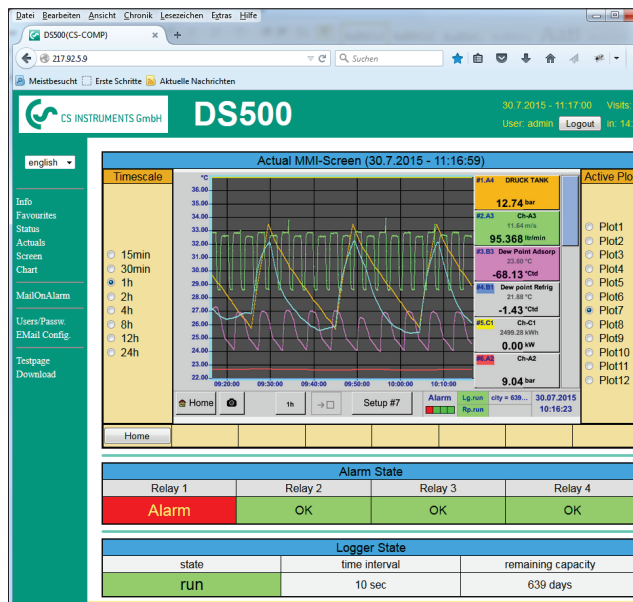 Datei Bearbeiten Ansicht Chronik Lesezeichen Extras Hilfe
DS500(CS-COMP) × +
217.92.5.9
Suchen
Meistbesucht Erste Schritte Aktuelle Nachrichten
CS INSTRUMENTS GmbH
DS500
30.7.2015 - 11:17:00 Visits:
User: admin Logout in: 14:
english
Info
Favourites
Status
Actuals
Screen
Chart
MailOnAlarm
Users/Passw.
EMail Config.
Testpage
Download
Actual MMI-Screen (30.7.2015 - 11:16:59)
Timescale
15min
30min
1h
2h
4h
8h
12h
24h
°C
36.00
35.00
34.00
33.00
32.00
31.00
30.00
29.00
28.00
27.00
26.00
25.00
24.00
23.00
22.00
09:20:00 09:30:00 09:40:00 09:50:00 10:00:00 10:10:00
#1.A4 DRUCK TANK
12.74 bar
#2.A3 Ch-A3
11.64 m/s
95.368 ltr/min
#3.B3 Dew Point Adsorp
23.80 °C
-68.13 °Ctd
#4.B1 Dew point Refrig
21.88 °C
-1.43 °Ctd
#5.C1 Ch-C1
2499.28 kWh
0.00 kW
#6.A2 Ch-A2
9.04 bar
Home 1h Setup #7
Alarm
Lg.run
Rp.run
city = 639...
30.07.2015
10:16:23
Active Plo
Plot1
Plot2
Plot3
Plot4
Plot5
Plot6
Plot7
Plot8
Plot9
Plot10
Plot11
Plot12
Home
Alarm State
Relay 1 Relay 2 Relay 3 Relay 4
Alarm OK OK OK
Logger State
state time interval remaining capacity
run 10 sec 639 days